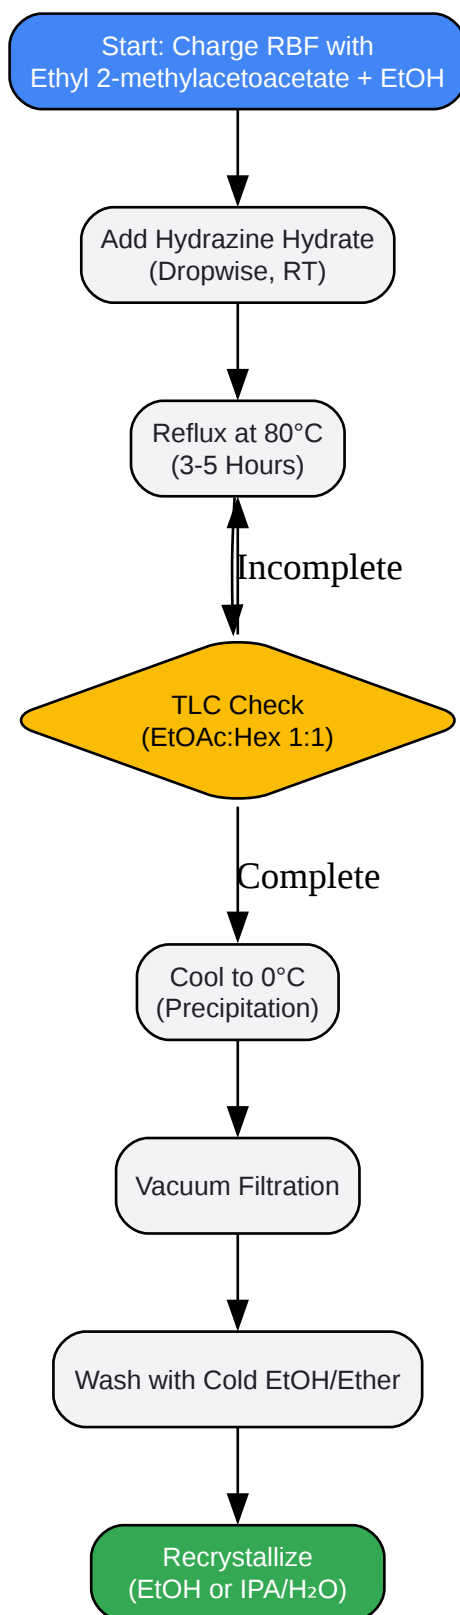 Start: Charge RBF with
Ethyl 2-methylacetoacetate + EtOH
Add Hydrazine Hydrate
(Dropwise, RT)
Reflux at 80°C
(3-5 Hours)
Incomplete
TLC Check
(EtOAc:Hex 1:1)
Complete
Cool to 0°C
(Precipitation)
Vacuum Filtration
Wash with Cold EtOH/Ether
Recrystallize
(EtOH or IPA/H₂O)